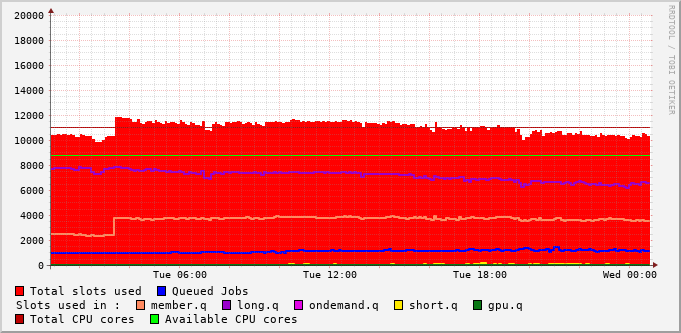 20000
18000
16000
14000
12000
10000
8000
6000
4000
2000
0
Tue 06:00 Tue 12:00 Tue 18:00 Wed 00:00
RRDTOOL / TOBI OETIKER
Total slots used Queued Jobs
Slots used in : member.q long.q ondemand.q short.q gpu.q
Total CPU cores Available CPU cores